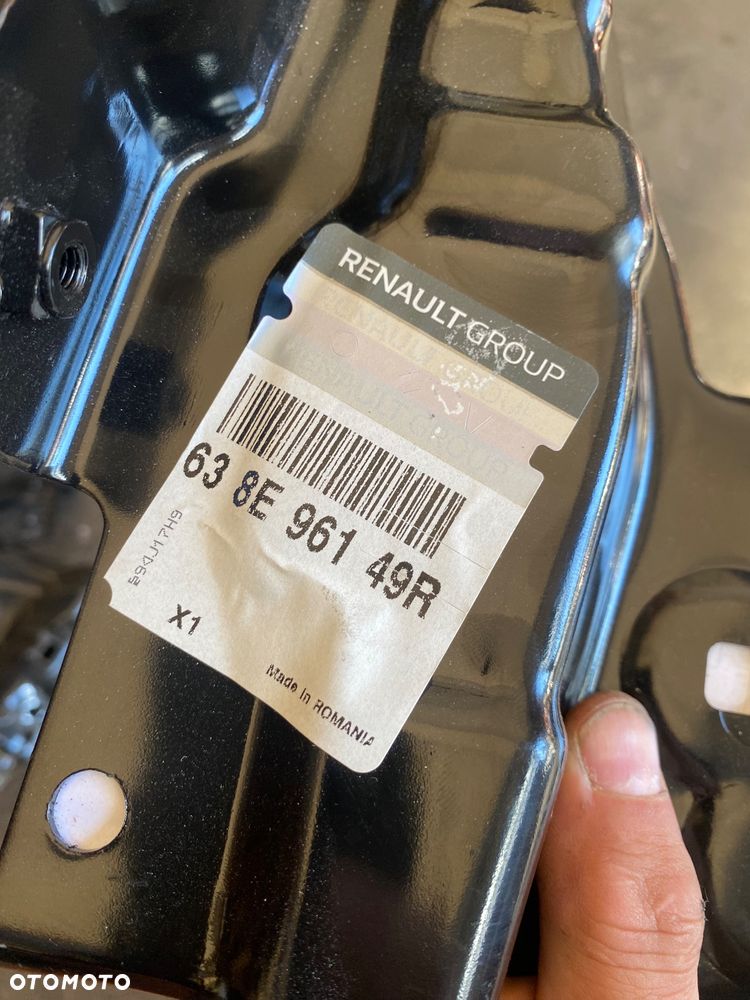 RENAULT GROUP
63 8E 961 49R
X1
Made in ROMANIA
OTOMOTO